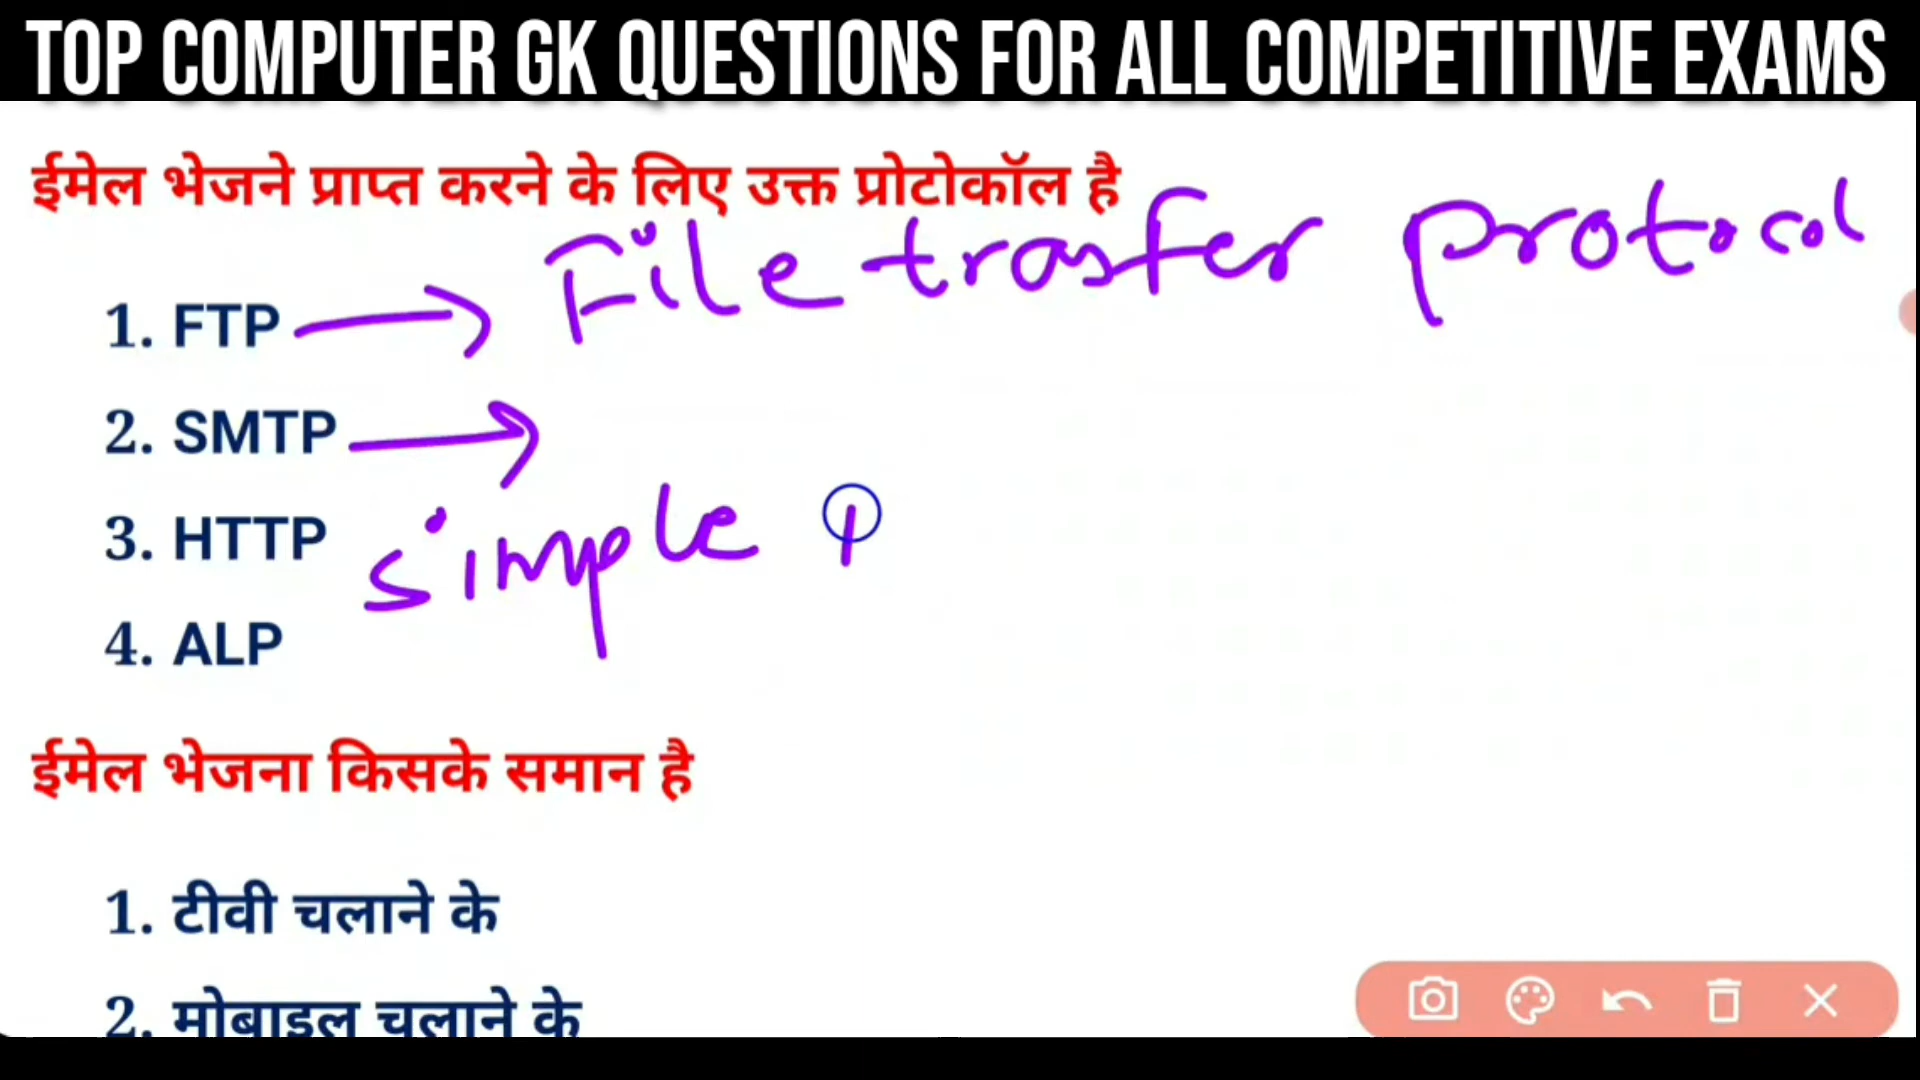 TOP COMPUTER GK QUESTIONS FOR ALL COMPETITIVE EXAMS
ईमेल भेजने प्राप्त करने के लिए उक्त प्रोटोकॉल है
File trasfer protocol
1. FTP
2. SMTP
3. HTTP
simple
4. ALP
ईमेल भेजना किसके समान है
1. टीवी चलाने के
2. मोबाइल चलाने के